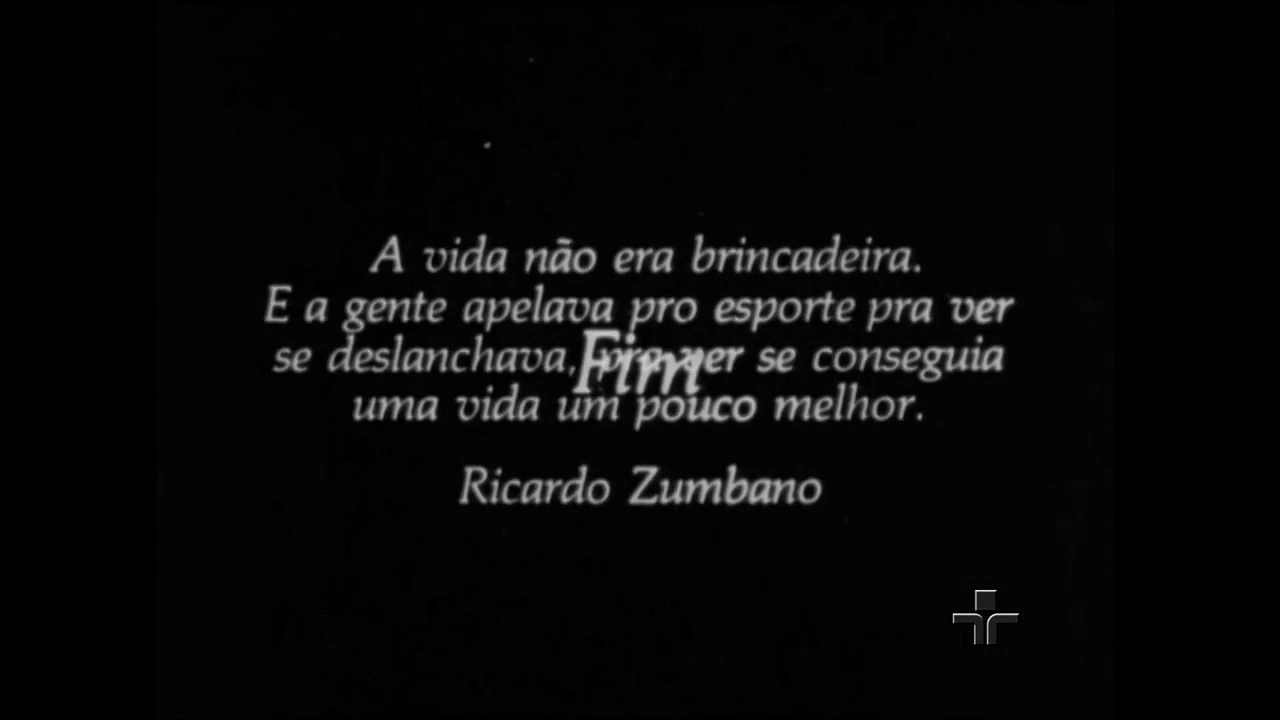 A vida não era brincadeira.
E a gente apelava pro esporte pra ver
se deslanchava, pra ver se conseguia
Fim
uma vida um pouco melhor.
Ricardo Zumbano